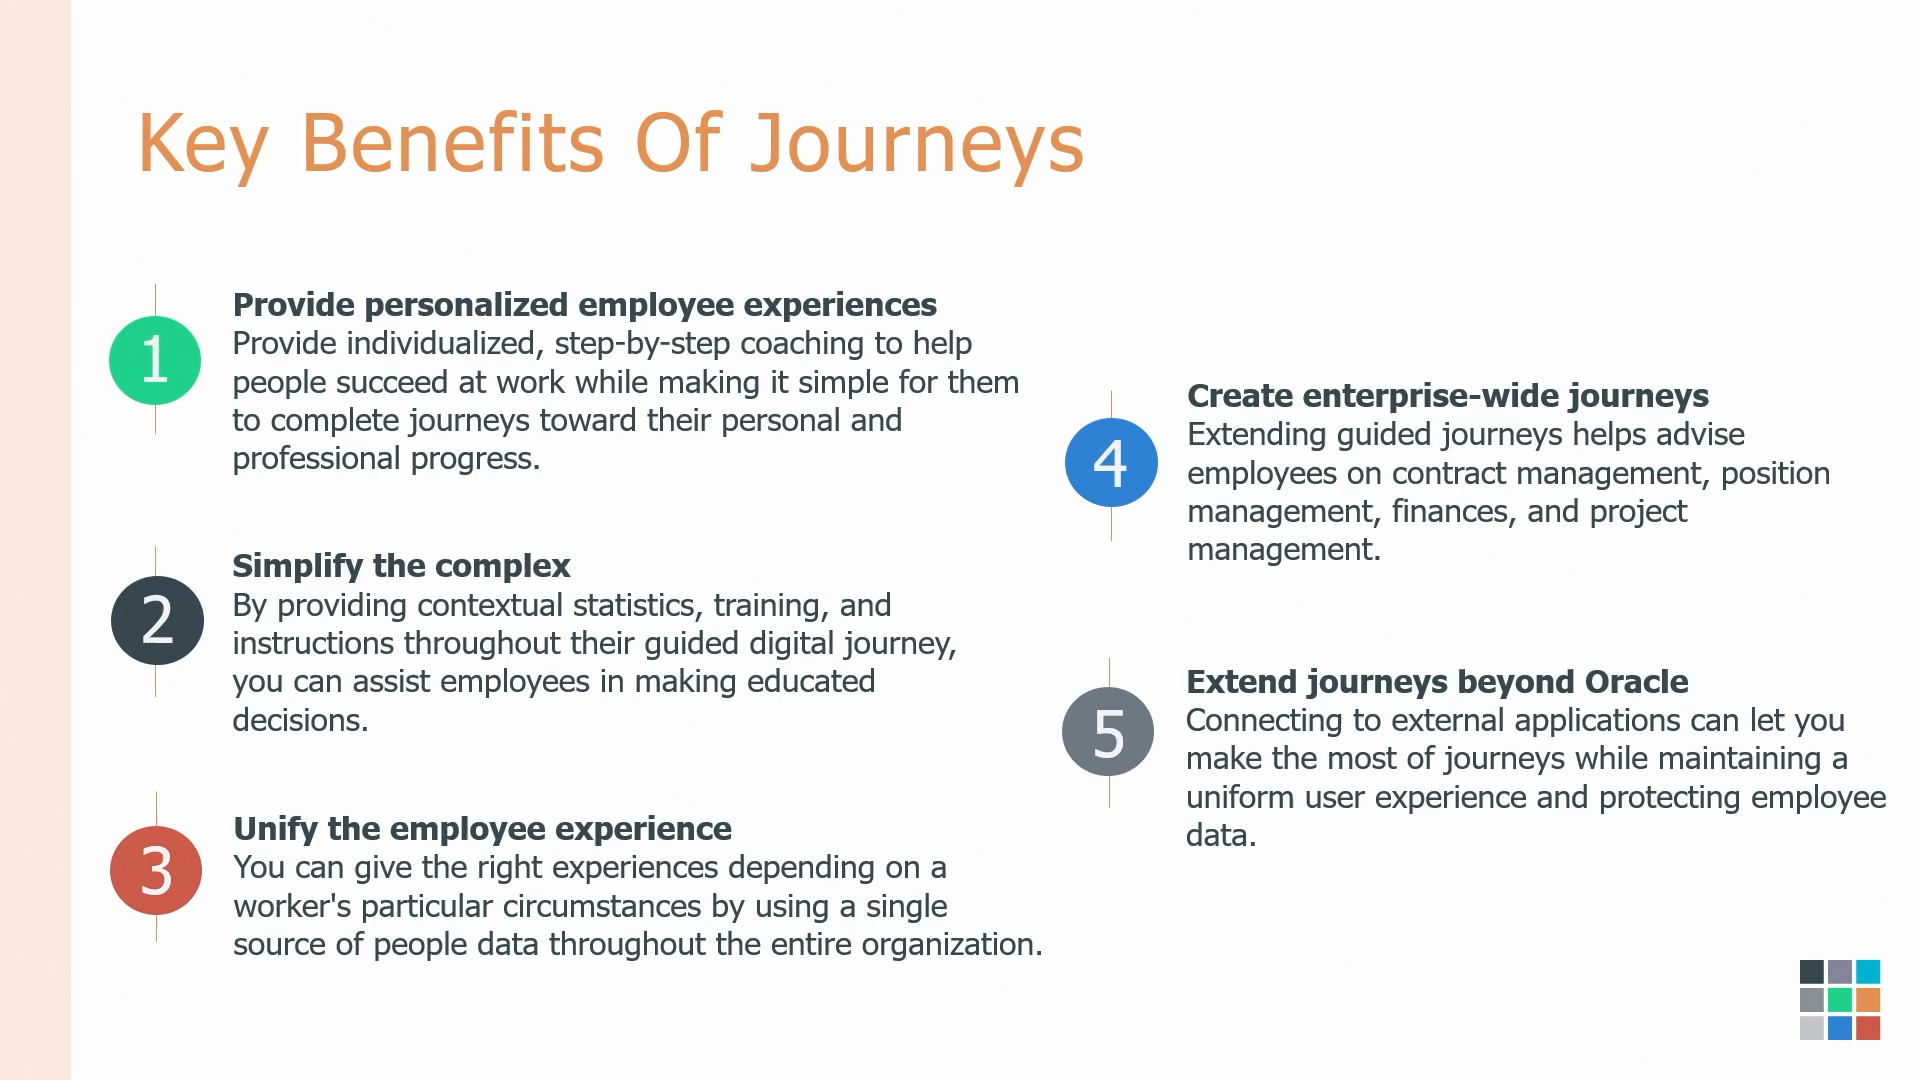 Key Benefits Of Journeys
1
Provide personalized employee experiences
Provide individualized, step-by-step coaching to help
people succeed at work while making it simple for them
to complete journeys toward their personal and
professional progress.
2
Simplify the complex
By providing contextual statistics, training, and
instructions throughout their guided digital journey,
you can assist employees in making educated
decisions.
3
Unify the employee experience
You can give the right experiences depending on a
worker's particular circumstances by using a single
source of people data throughout the entire organization.
4
Create enterprise-wide journeys
Extending guided journeys helps advise
employees on contract management, position
management, finances, and project
management.
5
Extend journeys beyond Oracle
Connecting to external applications can let you
make the most of journeys while maintaining a
uniform user experience and protecting employee
data.